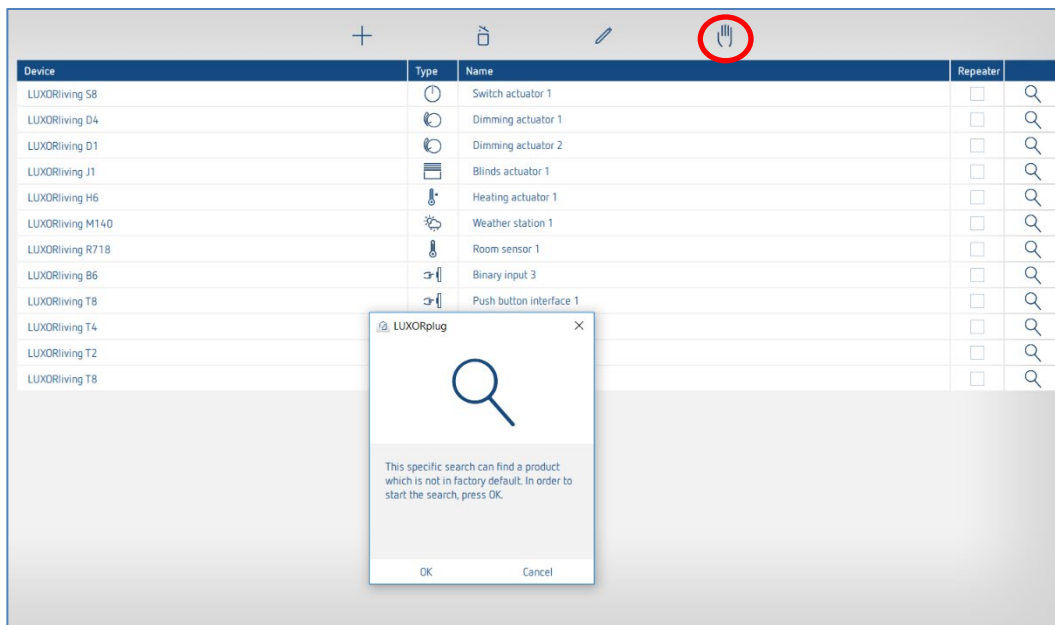 Device Type Name Repeater
LUXORliving S8 Switch actuator 1
LUXORliving D4 Dimming actuator 1
LUXORliving D1 Dimming actuator 2
LUXORliving J1 Blinds actuator 1
LUXORliving H6 Heating actuator 1
LUXORliving M140 Weather station 1
LUXORliving R718 Room sensor 1
LUXORliving B6 Binary input 3
LUXORliving T8 Push button interface 1
LUXORliving T4
LUXORliving T2
LUXORliving T8
LUXORplug
This specific search can find a product
which is not in factory default. In order to
start the search, press OK.
OK Cancel